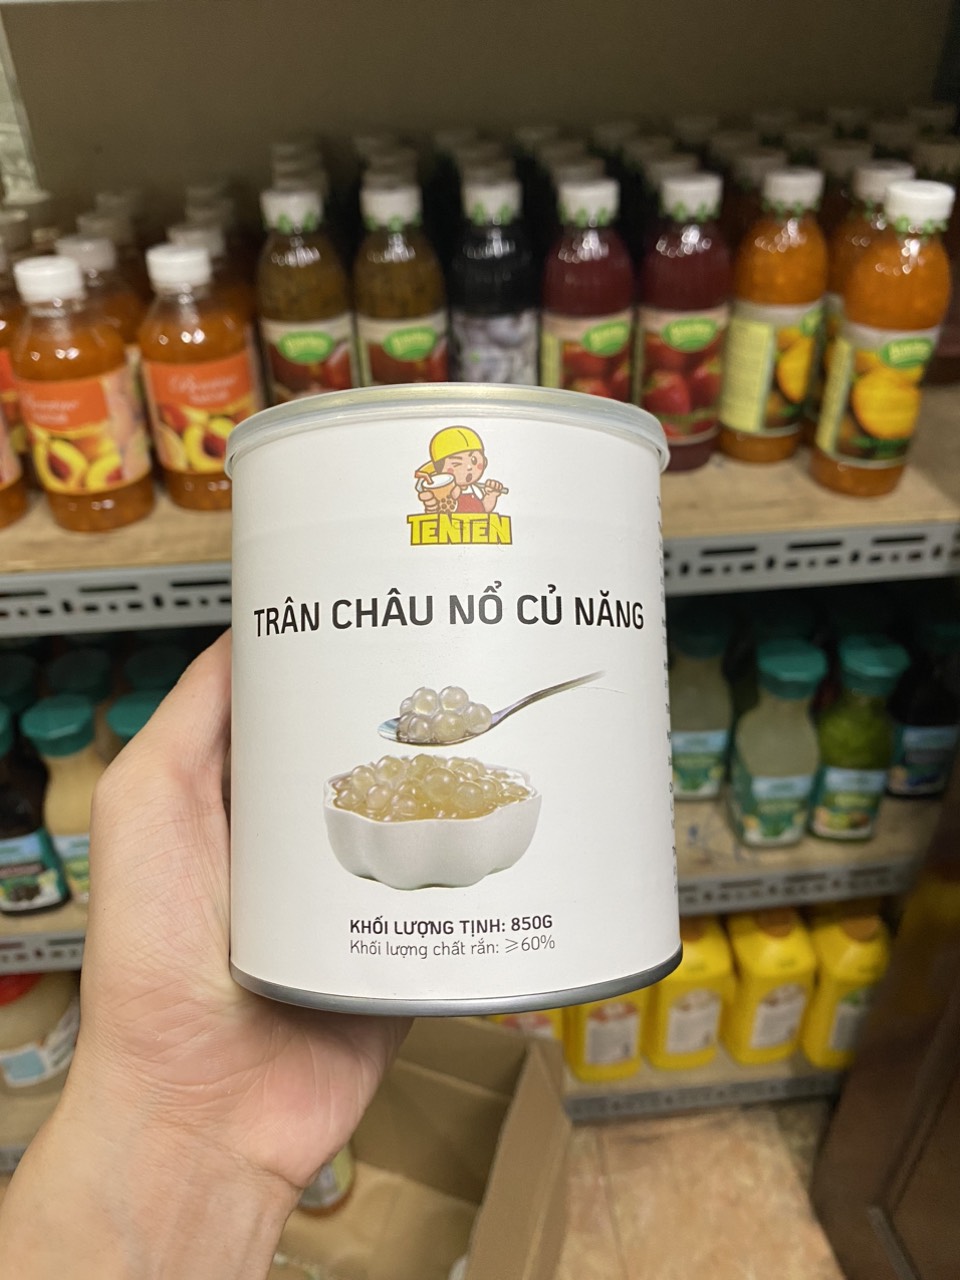 TENTEN
TRÂN CHÂU NỔ CỦ NĂNG
KHỐI LƯỢNG TỊNH: 850G
Khối lượng chất rắn: ≥60%